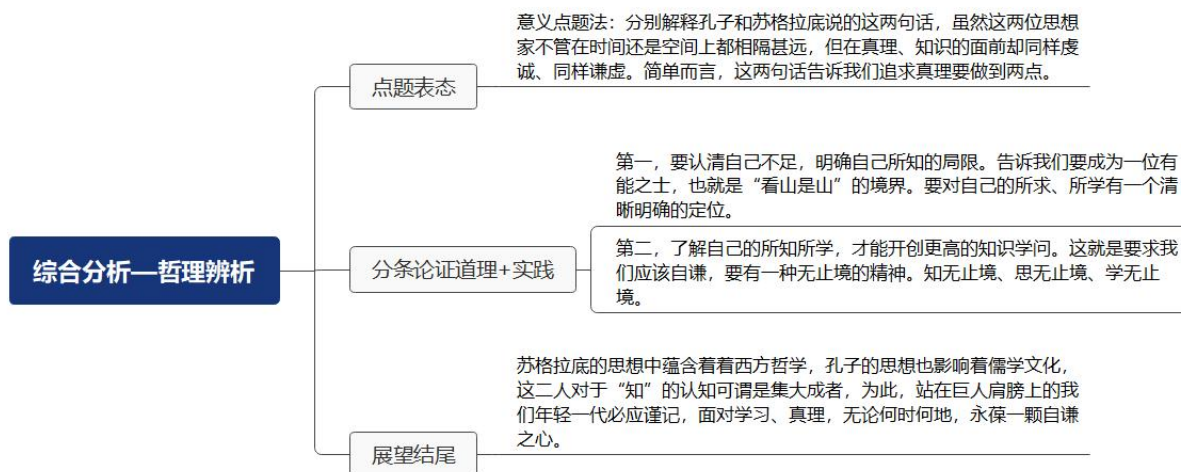 综合分析—哲理辨析
点题表态
意义点题法：分别解释孔子和苏格拉底说的这两句话，虽然这两位思想
家不管在时间还是空间上都相隔甚远，但在真理、知识的面前却同样虔
诚、同样谦虚。简单而言，这两句话告诉我们追求真理要做到两点。
分条论证道理+实践
第一，要认清自己不足，明确自己所知的局限。告诉我们要成为一位有
能之士，也就是“看山是山”的境界。要对自己的所求、所学有一个清
晰明确的定位。
第二，了解自己的所知所学，才能开创更高的知识学问。这就是要求我
们应该自谦，要有一种无止境的精神。知无止境、思无止境、学无止
境。
展望结尾
苏格拉底的思想中蕴含着着西方哲学，孔子的思想也影响着儒学文化，
这二人对于“知”的认知可谓是集大成者，为此，站在巨人肩膀上的我
们年轻一代必应谨记，面对学习、真理，无论何时何地，永葆一颗自谦
之心。